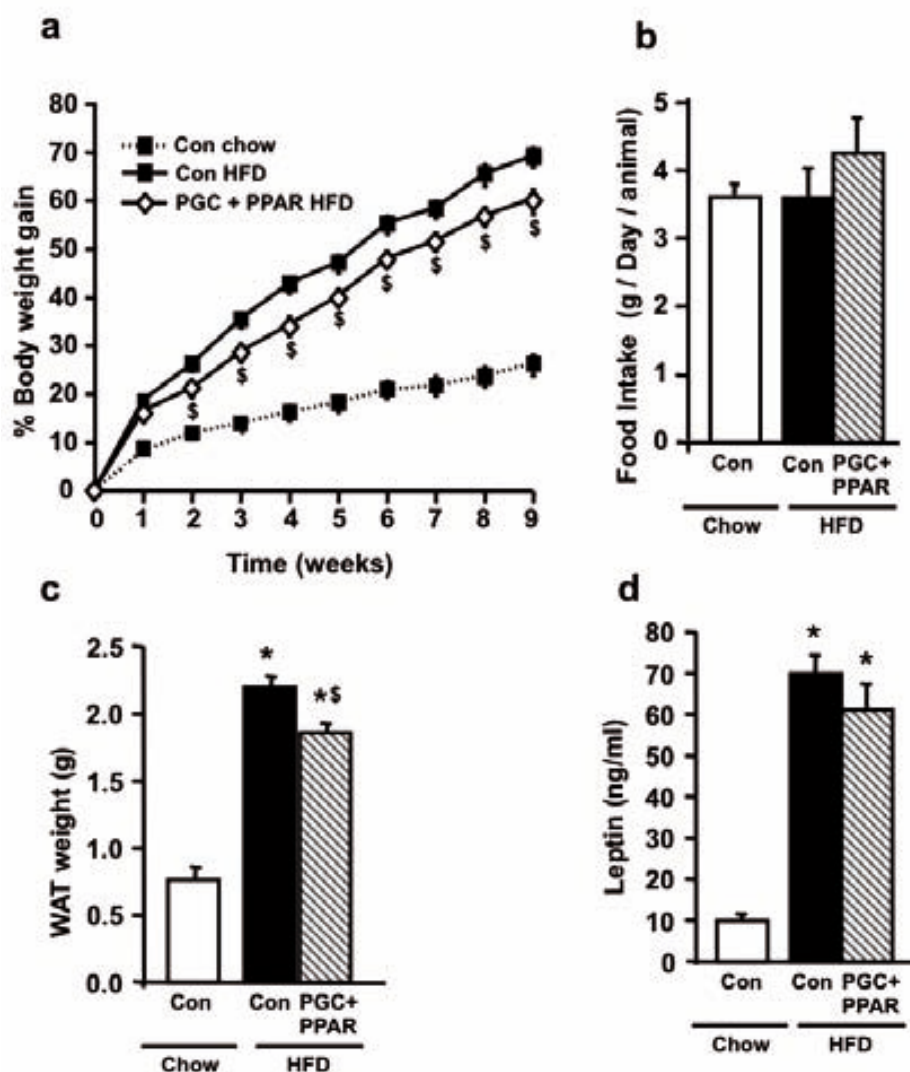 a
% Body weight gain
80
70
60
50
40
30
20
10
0
Con chow
Con HFD
PGC + PPAR HFD
$ $ $ $ $ $ $ $
0 1 2 3 4 5 6 7 8 9
Time (weeks)
b
Food Intake (g / Day / animal)
5
4
3
2
1
0
Con Con PGC+
PPAR
Chow HFD
c
WAT weight (g)
2.5
2.0
1.5
1.0
0.5
0.0
*
*$
Con Con PGC+
PPAR
Chow HFD
d
Leptin (ng/ml)
80
70
60
50
40
30
20
10
0
*
*
Con Con PGC+
PPAR
Chow HFD